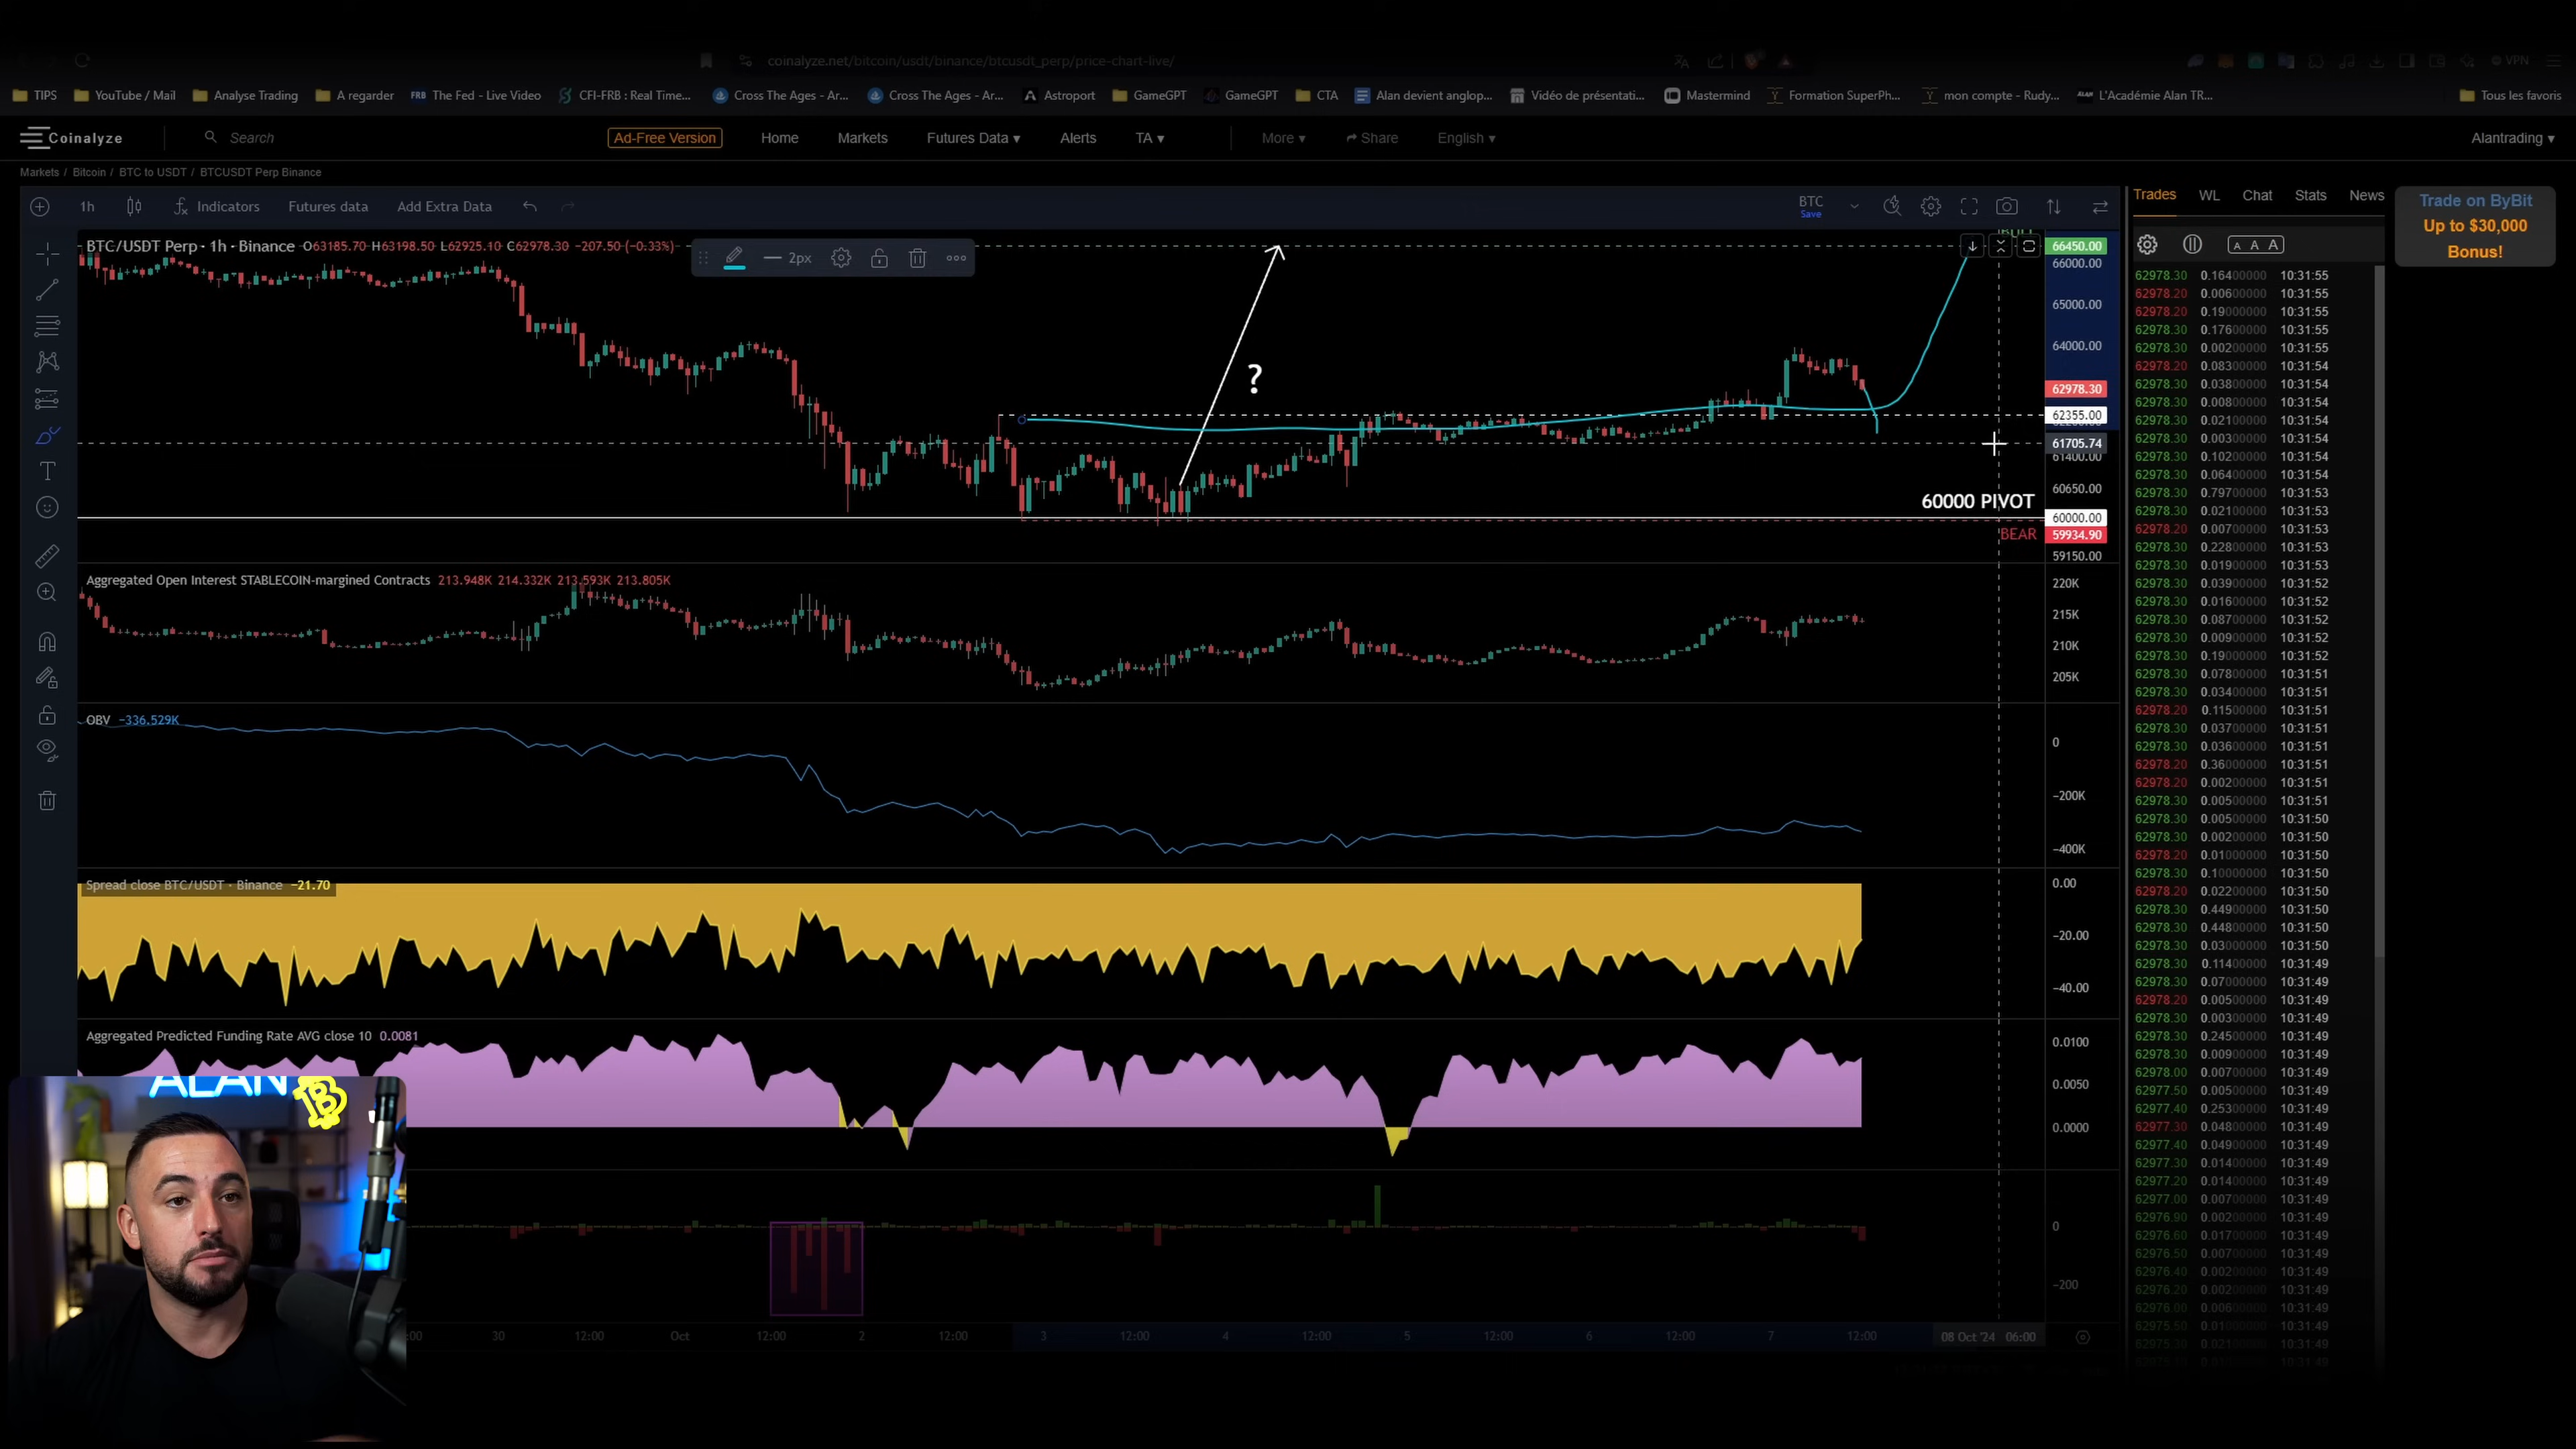 coinalyze.net/bitcoin/usdt/binance/btcusdt_perp/price-chart-live/
VPN
TIPS
YouTube / Mail
Analyse Trading
A regarder
FRB The Fed - Live Video
CFI-FRB : Real Time...
Cross The Ages - Ar...
Cross The Ages - Ar...
Astroport
GameGPT
GameGPT
CTA
Alan devient anglop...
Vidéo de présentati...
Mastermind
Formation SuperPh...
mon compte - Rudy...
L'Académie Alan TR...
Tous les favoris
Coinalyze
Search
Ad-Free Version
Home
Markets
Futures Data
Alerts
TA
More
Share
English
Alantrading
Markets / Bitcoin / BTC to USDT / BTCUSDT Perp Binance
1h
Indicators
Futures data
Add Extra Data
BTC
Save
BTC/USDT Perp · 1h · Binance O63185.70 H63198.50 L62925.10 C62978.30 −207.50 (−0.33%)
2px
66450.00
66000.00
65000.00
64000.00
62978.30
62355.00
61705.74
61400.00
60650.00
60000.00
59934.90
59150.00
?
60000 PIVOT
BEAR
Aggregated Open Interest STABLECOIN-margined Contracts 213.948K 214.332K 213.593K 213.805K
220K
215K
210K
205K
OBV −336.529K
0
−200K
−400K
Spread close BTC/USDT · Binance −21.70
0.00
−20.00
−40.00
Aggregated Predicted Funding Rate AVG close 10 0.0081
0.0100
0.0050
0.0000
0
−200
30 12:00 Oct 12:00 2 12:00 3 12:00 4 12:00 5 12:00 6 12:00 7 12:00 08 Oct '24 06:00
ALAN
Trades
WL
Chat
Stats
News
A A A
62978.30 0.16400000 10:31:55
62978.20 0.00600000 10:31:55
62978.20 0.19000000 10:31:55
62978.30 0.17600000 10:31:55
62978.30 0.00200000 10:31:55
62978.20 0.08300000 10:31:54
62978.30 0.03800000 10:31:54
62978.30 0.00800000 10:31:54
62978.20 0.02100000 10:31:54
62978.30 0.00300000 10:31:54
62978.30 0.10200000 10:31:54
62978.30 0.06400000 10:31:54
62978.30 0.79700000 10:31:53
62978.30 0.02100000 10:31:53
62978.20 0.00700000 10:31:53
62978.30 0.22800000 10:31:53
62978.30 0.01900000 10:31:53
62978.30 0.03900000 10:31:52
62978.30 0.01600000 10:31:52
62978.30 0.08700000 10:31:52
62978.30 0.00900000 10:31:52
62978.30 0.19000000 10:31:52
62978.30 0.07800000 10:31:51
62978.30 0.03400000 10:31:51
62978.20 0.11500000 10:31:51
62978.30 0.03700000 10:31:51
62978.30 0.03600000 10:31:51
62978.20 0.36000000 10:31:51
62978.20 0.00200000 10:31:51
62978.30 0.00500000 10:31:51
62978.30 0.00500000 10:31:50
62978.30 0.00200000 10:31:50
62978.20 0.01000000 10:31:50
62978.30 0.10000000 10:31:50
62978.20 0.02200000 10:31:50
62978.30 0.44900000 10:31:50
62978.30 0.44800000 10:31:50
62978.30 0.03000000 10:31:50
62978.30 0.11400000 10:31:49
62978.30 0.07000000 10:31:49
62978.20 0.00500000 10:31:49
62978.30 0.00300000 10:31:49
62978.30 0.24500000 10:31:49
62978.30 0.00900000 10:31:49
62978.00 0.00700000 10:31:49
62977.50 0.00500000 10:31:49
62977.40 0.25300000 10:31:49
62977.30 0.04800000 10:31:49
62977.40 0.04900000 10:31:49
62977.30 0.01400000 10:31:49
62977.20 0.01400000 10:31:49
62977.00 0.00700000 10:31:49
62976.90 0.00200000 10:31:49
62976.60 0.01700000 10:31:49
62976.50 0.00700000 10:31:49
62976.40 0.00200000 10:31:49
62976.20 0.00200000 10:31:49
62976.00 0.00600000 10:31:49
62975.50 0.01000000 10:31:49
62975.30 0.02100000 10:31:49
Trade on ByBit
Up to $30,000
Bonus!